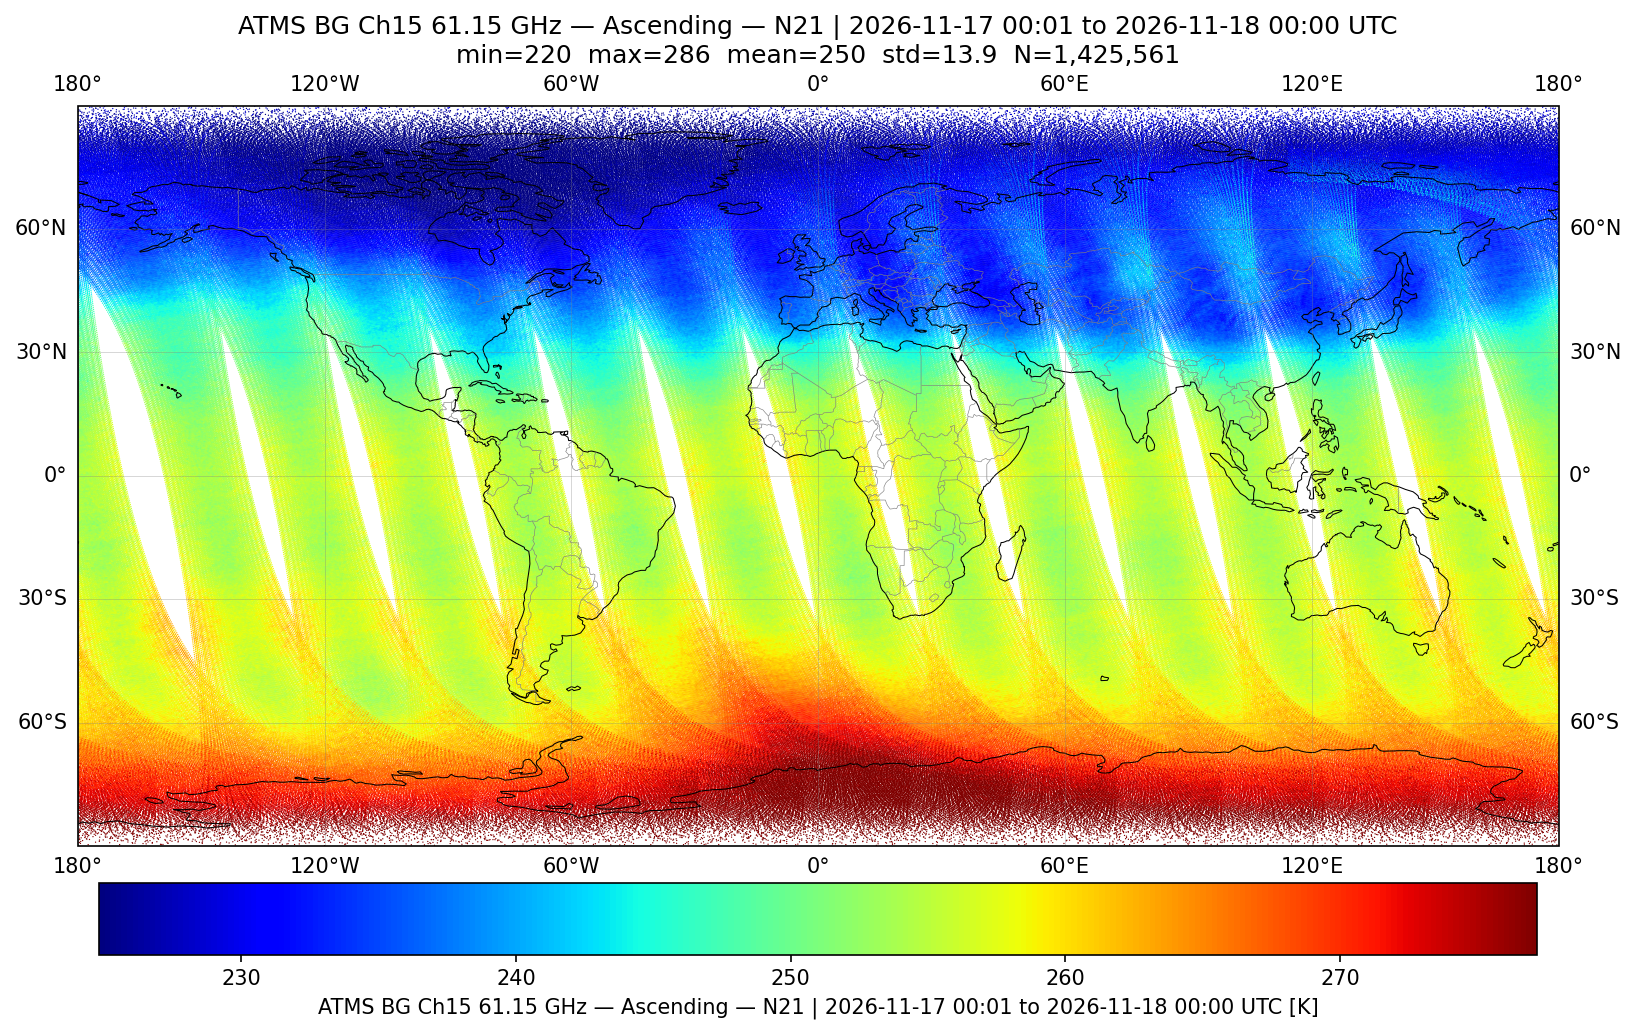 ATMS BG Ch15 61.15 GHz — Ascending — N21 | 2026-11-17 00:01 to 2026-11-18 00:00 UTC
min=220 max=286 mean=250 std=13.9 N=1,425,561
180° 120°W 60°W 0° 60°E 120°E 180°
60°N 60°N
30°N 30°N
0° 0°
30°S 30°S
60°S 60°S
180° 120°W 60°W 0° 60°E 120°E 180°
230 240 250 260 270
ATMS BG Ch15 61.15 GHz — Ascending — N21 | 2026-11-17 00:01 to 2026-11-18 00:00 UTC [K]